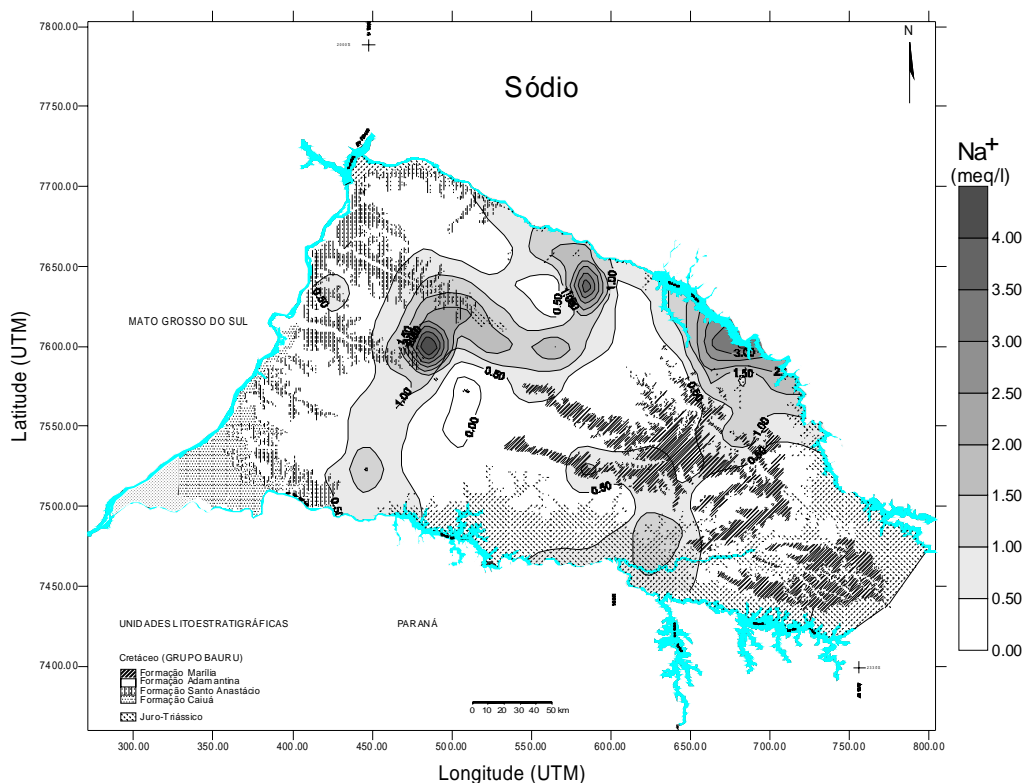 Sódio
N
Na+
(meq/l)
4.00
3.50
3.00
2.50
2.00
1.50
1.00
0.50
0.00
Latitude (UTM)
7800.00
7750.00
7700.00
7650.00
7600.00
7550.00
7500.00
7450.00
7400.00
MATO GROSSO DO SUL
0.50
1.00
0.50
1.00
0.50
0.00
0.50
0.50
0.50
3.00
1.50
2.
1.00
0.50
UNIDADES LITOESTRATIGRÁFICAS
PARANÁ
Cretáceo (GRUPO BAURU)
Formação Marília
Formação Adamantina
Formação Santo Anastácio
Formação Caiuá
Juro-Triássico
0 10 20 30 40 50 km
300.00 350.00 400.00 450.00 500.00 550.00 600.00 650.00 700.00 750.00 800.00
Longitude (UTM)